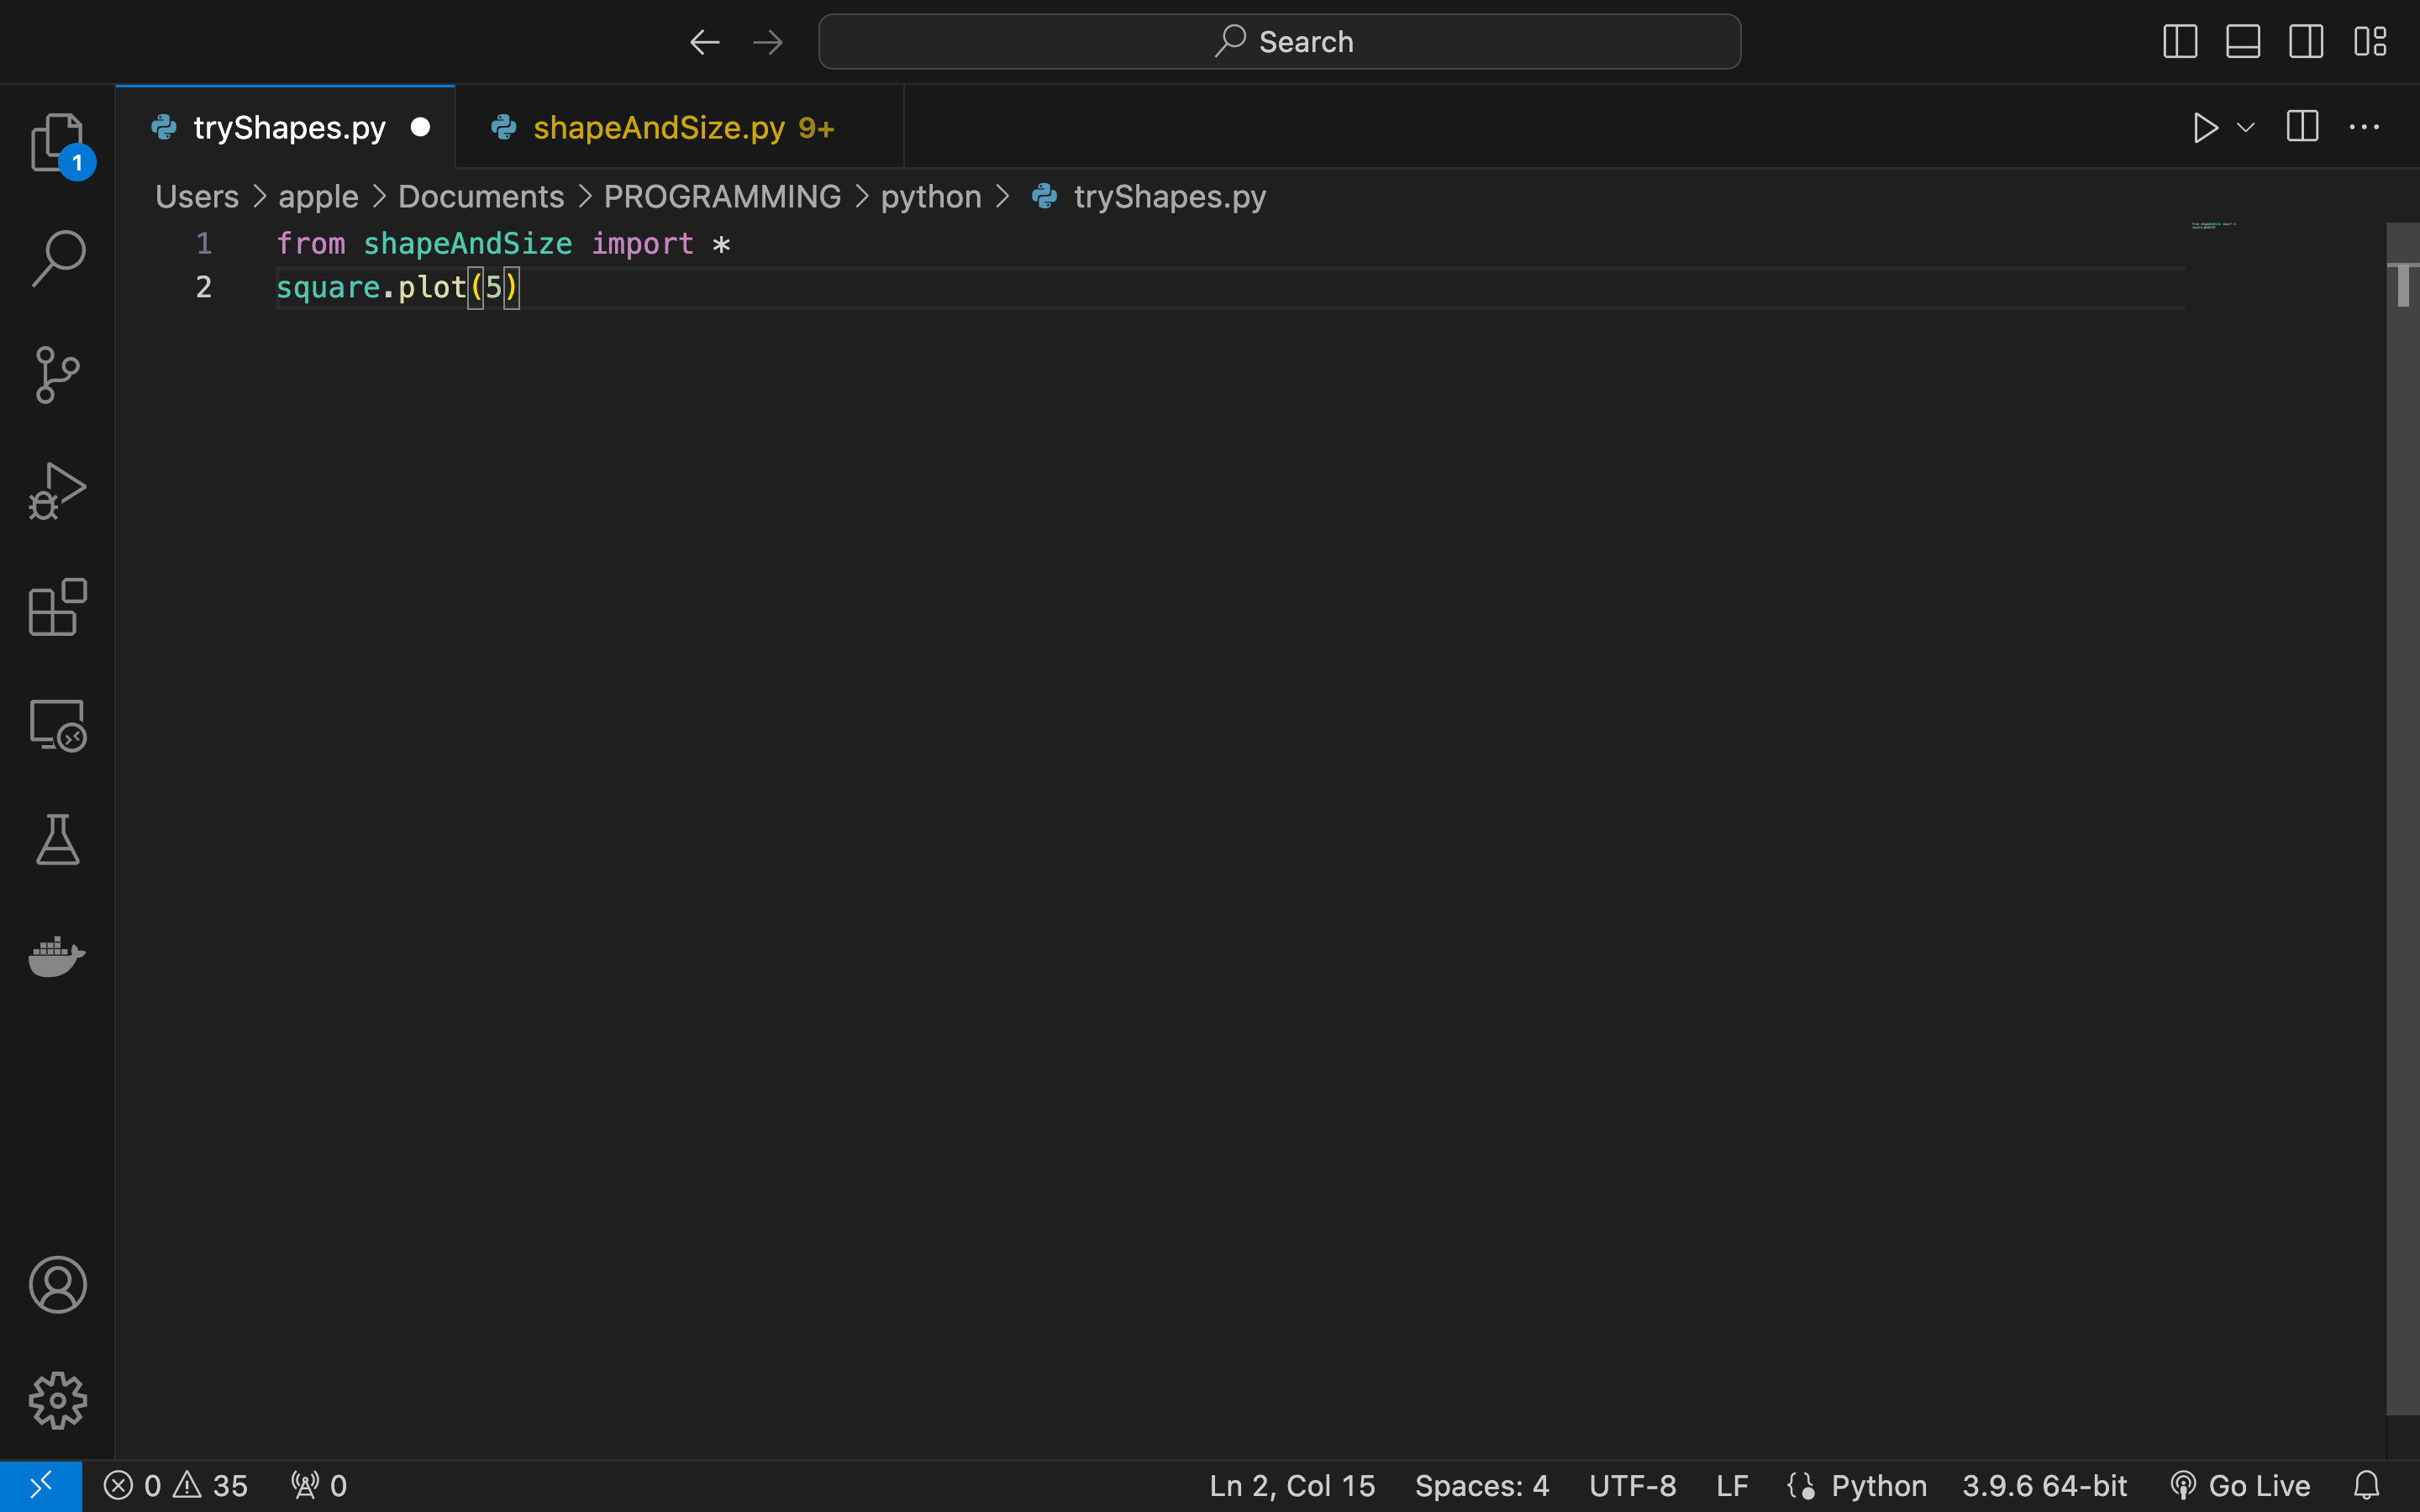 Search
tryShapes.py
shapeAndSize.py 9+
1
Users > apple > Documents > PROGRAMMING > python > tryShapes.py
1 from shapeAndSize import *
2 square.plot(5)
0 35 0 Ln 2, Col 15 Spaces: 4 UTF-8 LF Python 3.9.6 64-bit Go Live